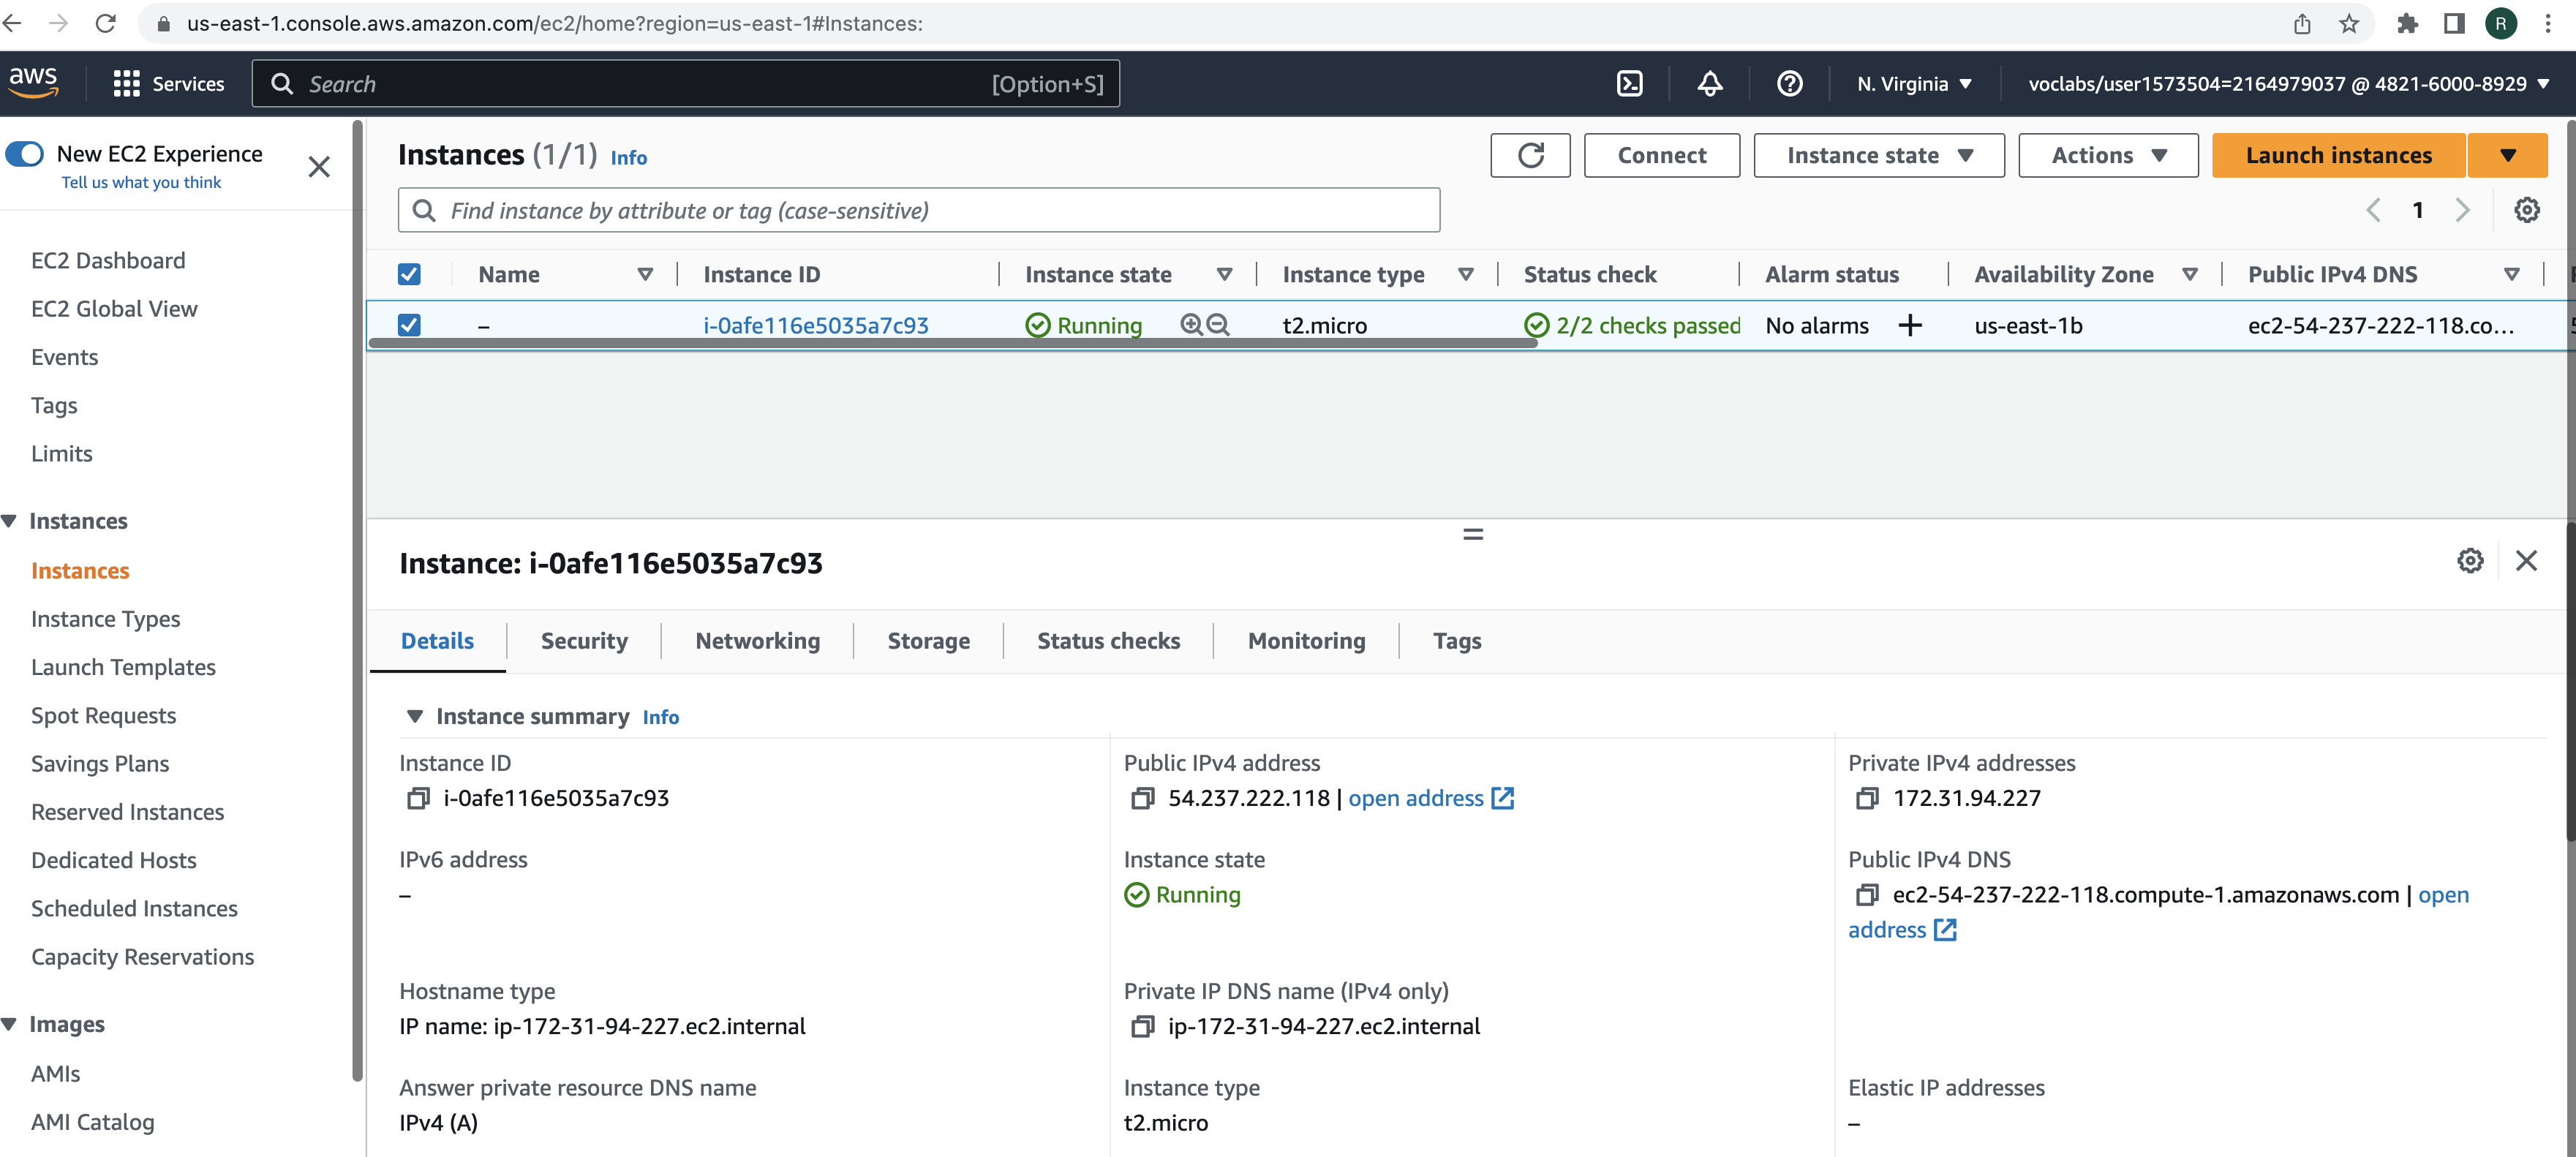 us-east-1.console.aws.amazon.com/ec2/home?region=us-east-1#Instances:
R
aws
Services
Search
[Option+S]
N. Virginia
voclabs/user1573504=2164979037 @ 4821-6000-8929
New EC2 Experience
Tell us what you think
EC2 Dashboard
EC2 Global View
Events
Tags
Limits
Instances
Instances
Instance Types
Launch Templates
Spot Requests
Savings Plans
Reserved Instances
Dedicated Hosts
Scheduled Instances
Capacity Reservations
Images
AMIs
AMI Catalog
Instances (1/1) Info
Connect
Instance state
Actions
Launch instances
Find instance by attribute or tag (case-sensitive)
1
Name Instance ID Instance state Instance type Status check Alarm status Availability Zone Public IPv4 DNS
– i-0afe116e5035a7c93 Running t2.micro 2/2 checks passed No alarms + us-east-1b ec2-54-237-222-118.co...
Instance: i-0afe116e5035a7c93
Details Security Networking Storage Status checks Monitoring Tags
Instance summary Info
Instance ID
i-0afe116e5035a7c93
Public IPv4 address
54.237.222.118 | open address
Private IPv4 addresses
172.31.94.227
IPv6 address
–
Instance state
Running
Public IPv4 DNS
ec2-54-237-222-118.compute-1.amazonaws.com | open
address
Hostname type
IP name: ip-172-31-94-227.ec2.internal
Private IP DNS name (IPv4 only)
ip-172-31-94-227.ec2.internal
Answer private resource DNS name
IPv4 (A)
Instance type
t2.micro
Elastic IP addresses
–